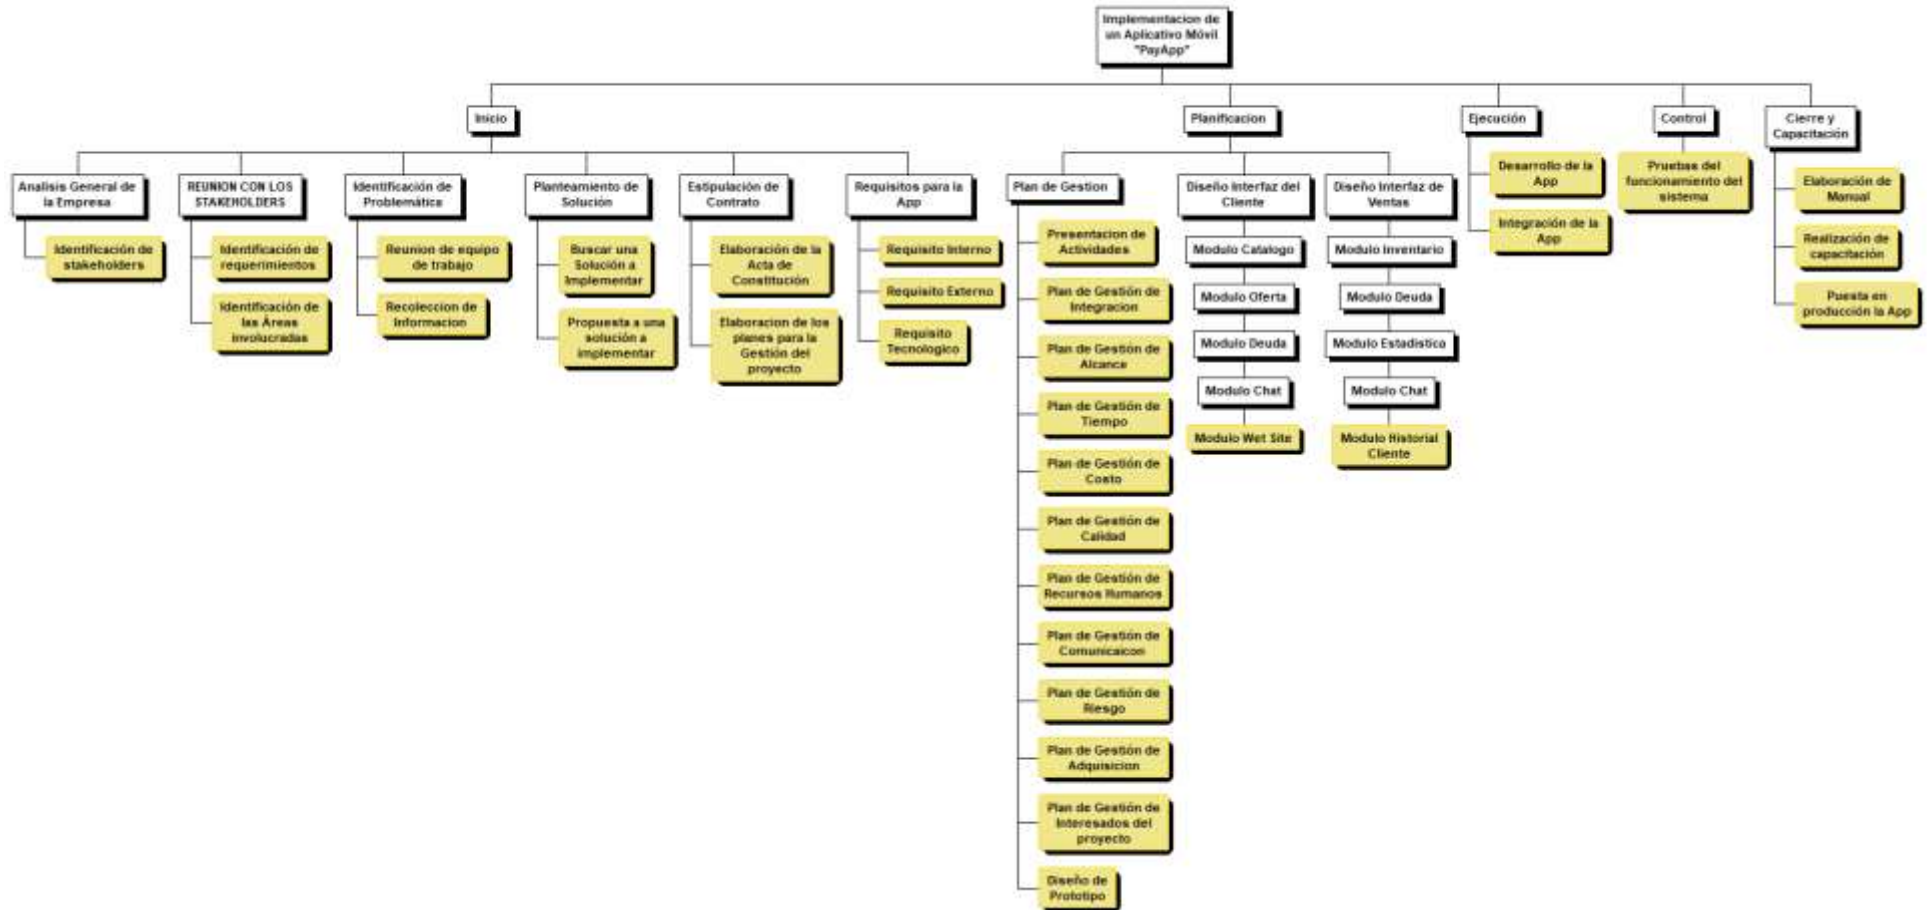 Implementacion de
un Aplicativo Móvil
"PayApp"
Inicio
Planificacion
Ejecución
Control
Cierre y
Capacitación
Analisis General de
la Empresa
Identificación de
stakeholders
REUNION CON LOS
STAKEHOLDERS
Identificación de
requerimientos
Identificación de
las Áreas
involucradas
Identificación de
Problemática
Reunion de equipo
de trabajo
Recoleccion de
Informacion
Planteamiento de
Solución
Buscar una
Solución a
Implementar
Propuesta a una
solución a
implementar
Estipulación de
Contrato
Elaboración de la
Acta de
Constitución
Elaboracion de los
planes para la
Gestión del
proyecto
Requisitos para la
App
Requisito Interno
Requisito Externo
Requisito
Tecnologico
Plan de Gestion
Presentacion de
Actividades
Plan de Gestión de
Integracion
Plan de Gestión de
Alcance
Plan de Gestión de
Tiempo
Plan de Gestión de
Costo
Plan de Gestión de
Calidad
Plan de Gestión de
Recursos Humanos
Plan de Gestión de
Comunicaicon
Plan de Gestión de
Riesgo
Plan de Gestión de
Adquisicion
Plan de Gestión de
Interesados del
proyecto
Diseño de
Prototipo
Diseño Interfaz del
Cliente
Modulo Catalogo
Modulo Oferta
Modulo Deuda
Modulo Chat
Modulo Wet Site
Diseño Interfaz de
Ventas
Modulo Inventario
Modulo Deuda
Modulo Estadistica
Modulo Chat
Modulo Historial
Cliente
Desarrollo de la
App
Integración de la
App
Pruebas del
funcionamiento del
sistema
Elaboración de
Manual
Realización de
capacitación
Puesta en
producción la App